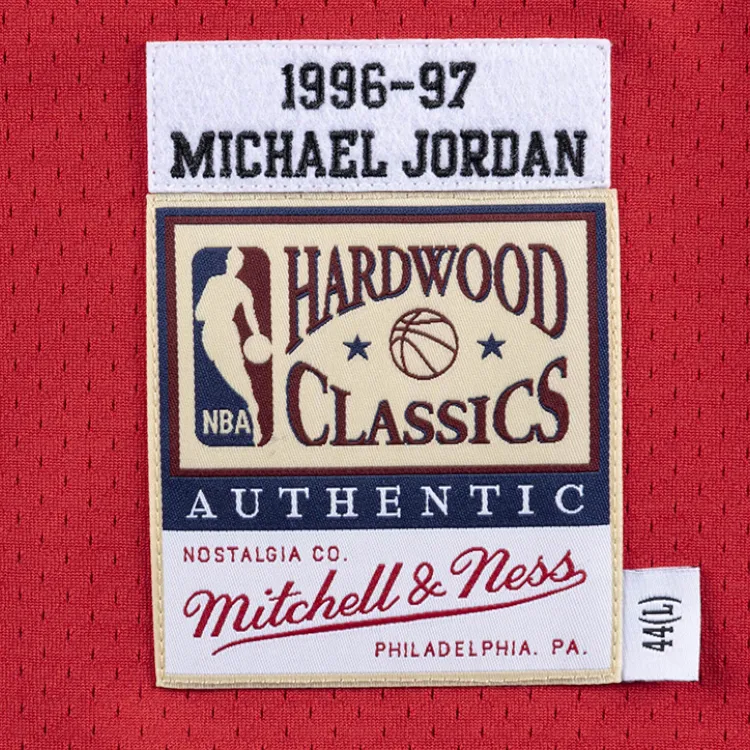 1996-97
MICHAEL JORDAN
HARDWOOD
CLASSICS
NBA
AUTHENTIC
NOSTALGIA CO.
Mitchell & Ness
PHILADELPHIA. PA.
44(L)